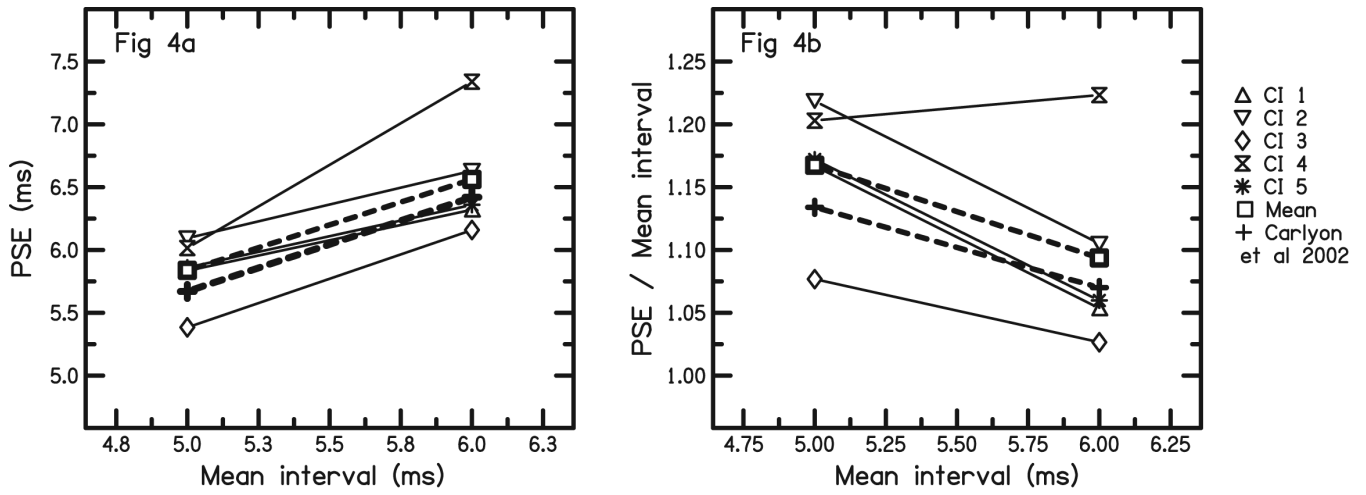 Fig 4a
7.5
7.0
6.5
6.0
5.5
5.0
PSE (ms)
4.8 5.0 5.3 5.5 5.8 6.0 6.3
Mean interval (ms)
Fig 4b
1.25
1.20
1.15
1.10
1.05
1.00
PSE / Mean interval
4.75 5.00 5.25 5.50 5.75 6.00 6.25
Mean interval (ms)
CI 1
CI 2
CI 3
CI 4
CI 5
Mean
Carlyon
et al 2002